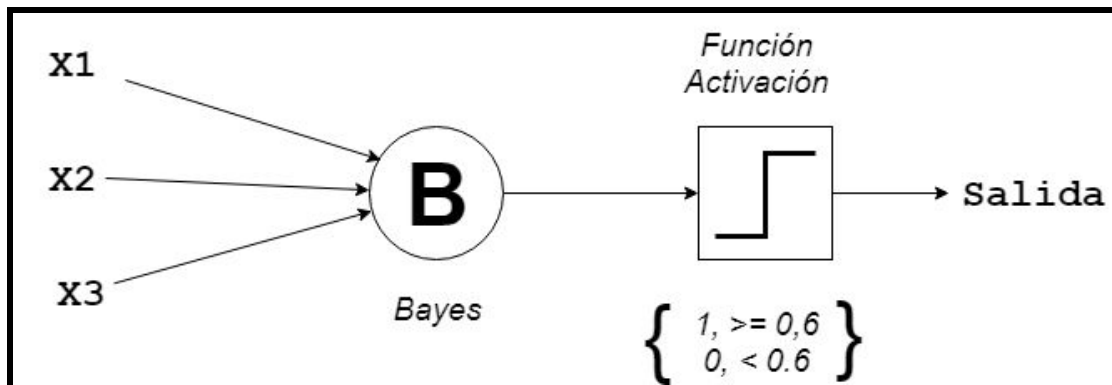 X1
X2
X3
B
Bayes
Función
Activación
{ 1, >= 0,6 }
0, < 0.6
Salida